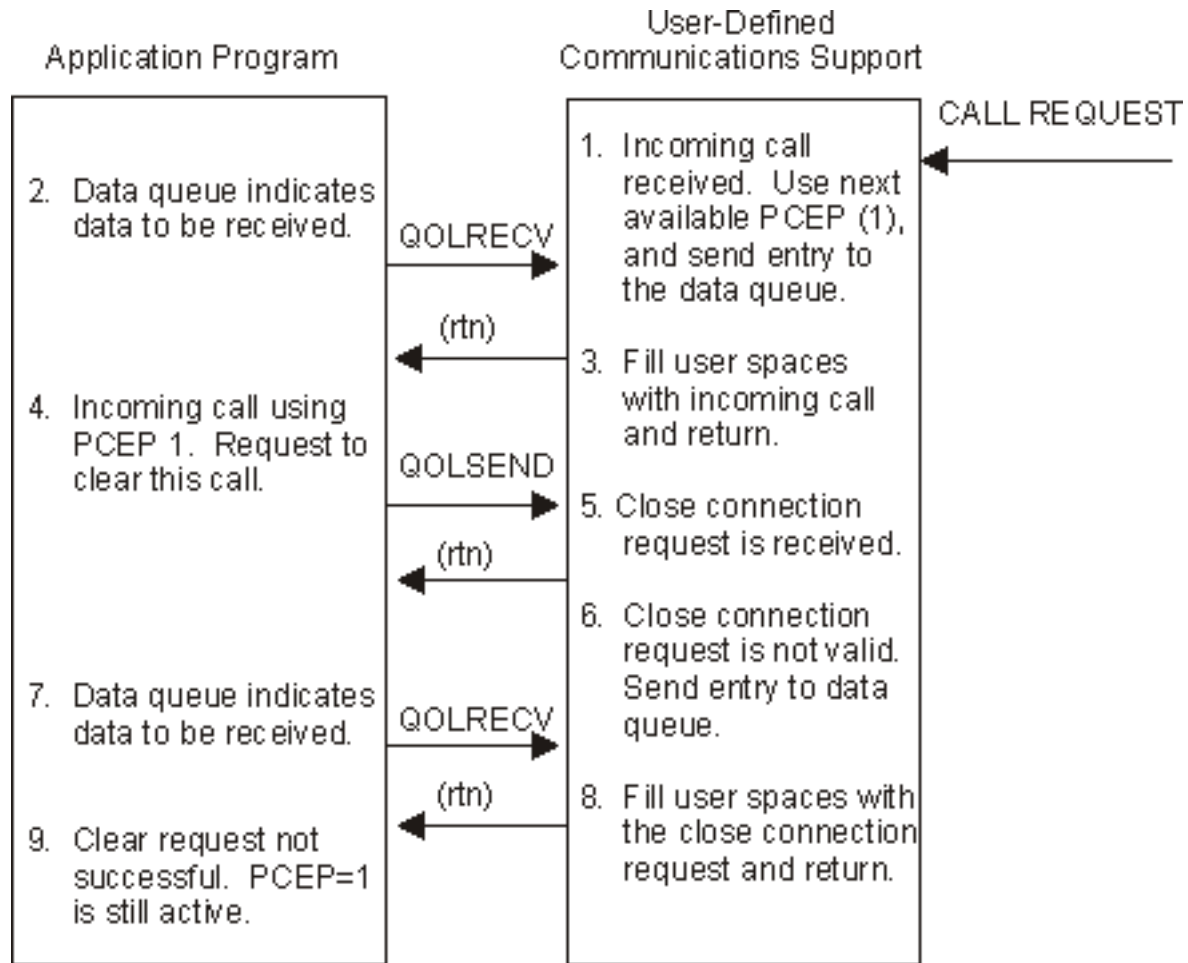 Application Program
User-Defined
Communications Support
CALL REQUEST
1. Incoming call
received. Use next
available PCEP (1),
and send entry to
the data queue.
2. Data queue indicates
data to be received.
QOLRECV
(rtn)
3. Fill user spaces
with incoming call
and return.
4. Incoming call using
PCEP 1. Request to
clear this call.
QOLSEND
5. Close connection
request is received.
(rtn)
6. Close connection
request is not valid.
Send entry to data
queue.
7. Data queue indicates
data to be received.
QOLRECV
(rtn)
8. Fill user spaces with
the close connection
request and return.
9. Clear request not
successful. PCEP=1
is still active.